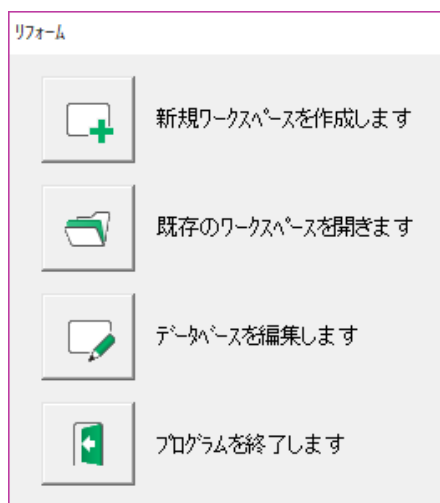 リフォーム
新規ワークスペースを作成します
既存のワークスペースを開きます
データベースを編集します
プログラムを終了します